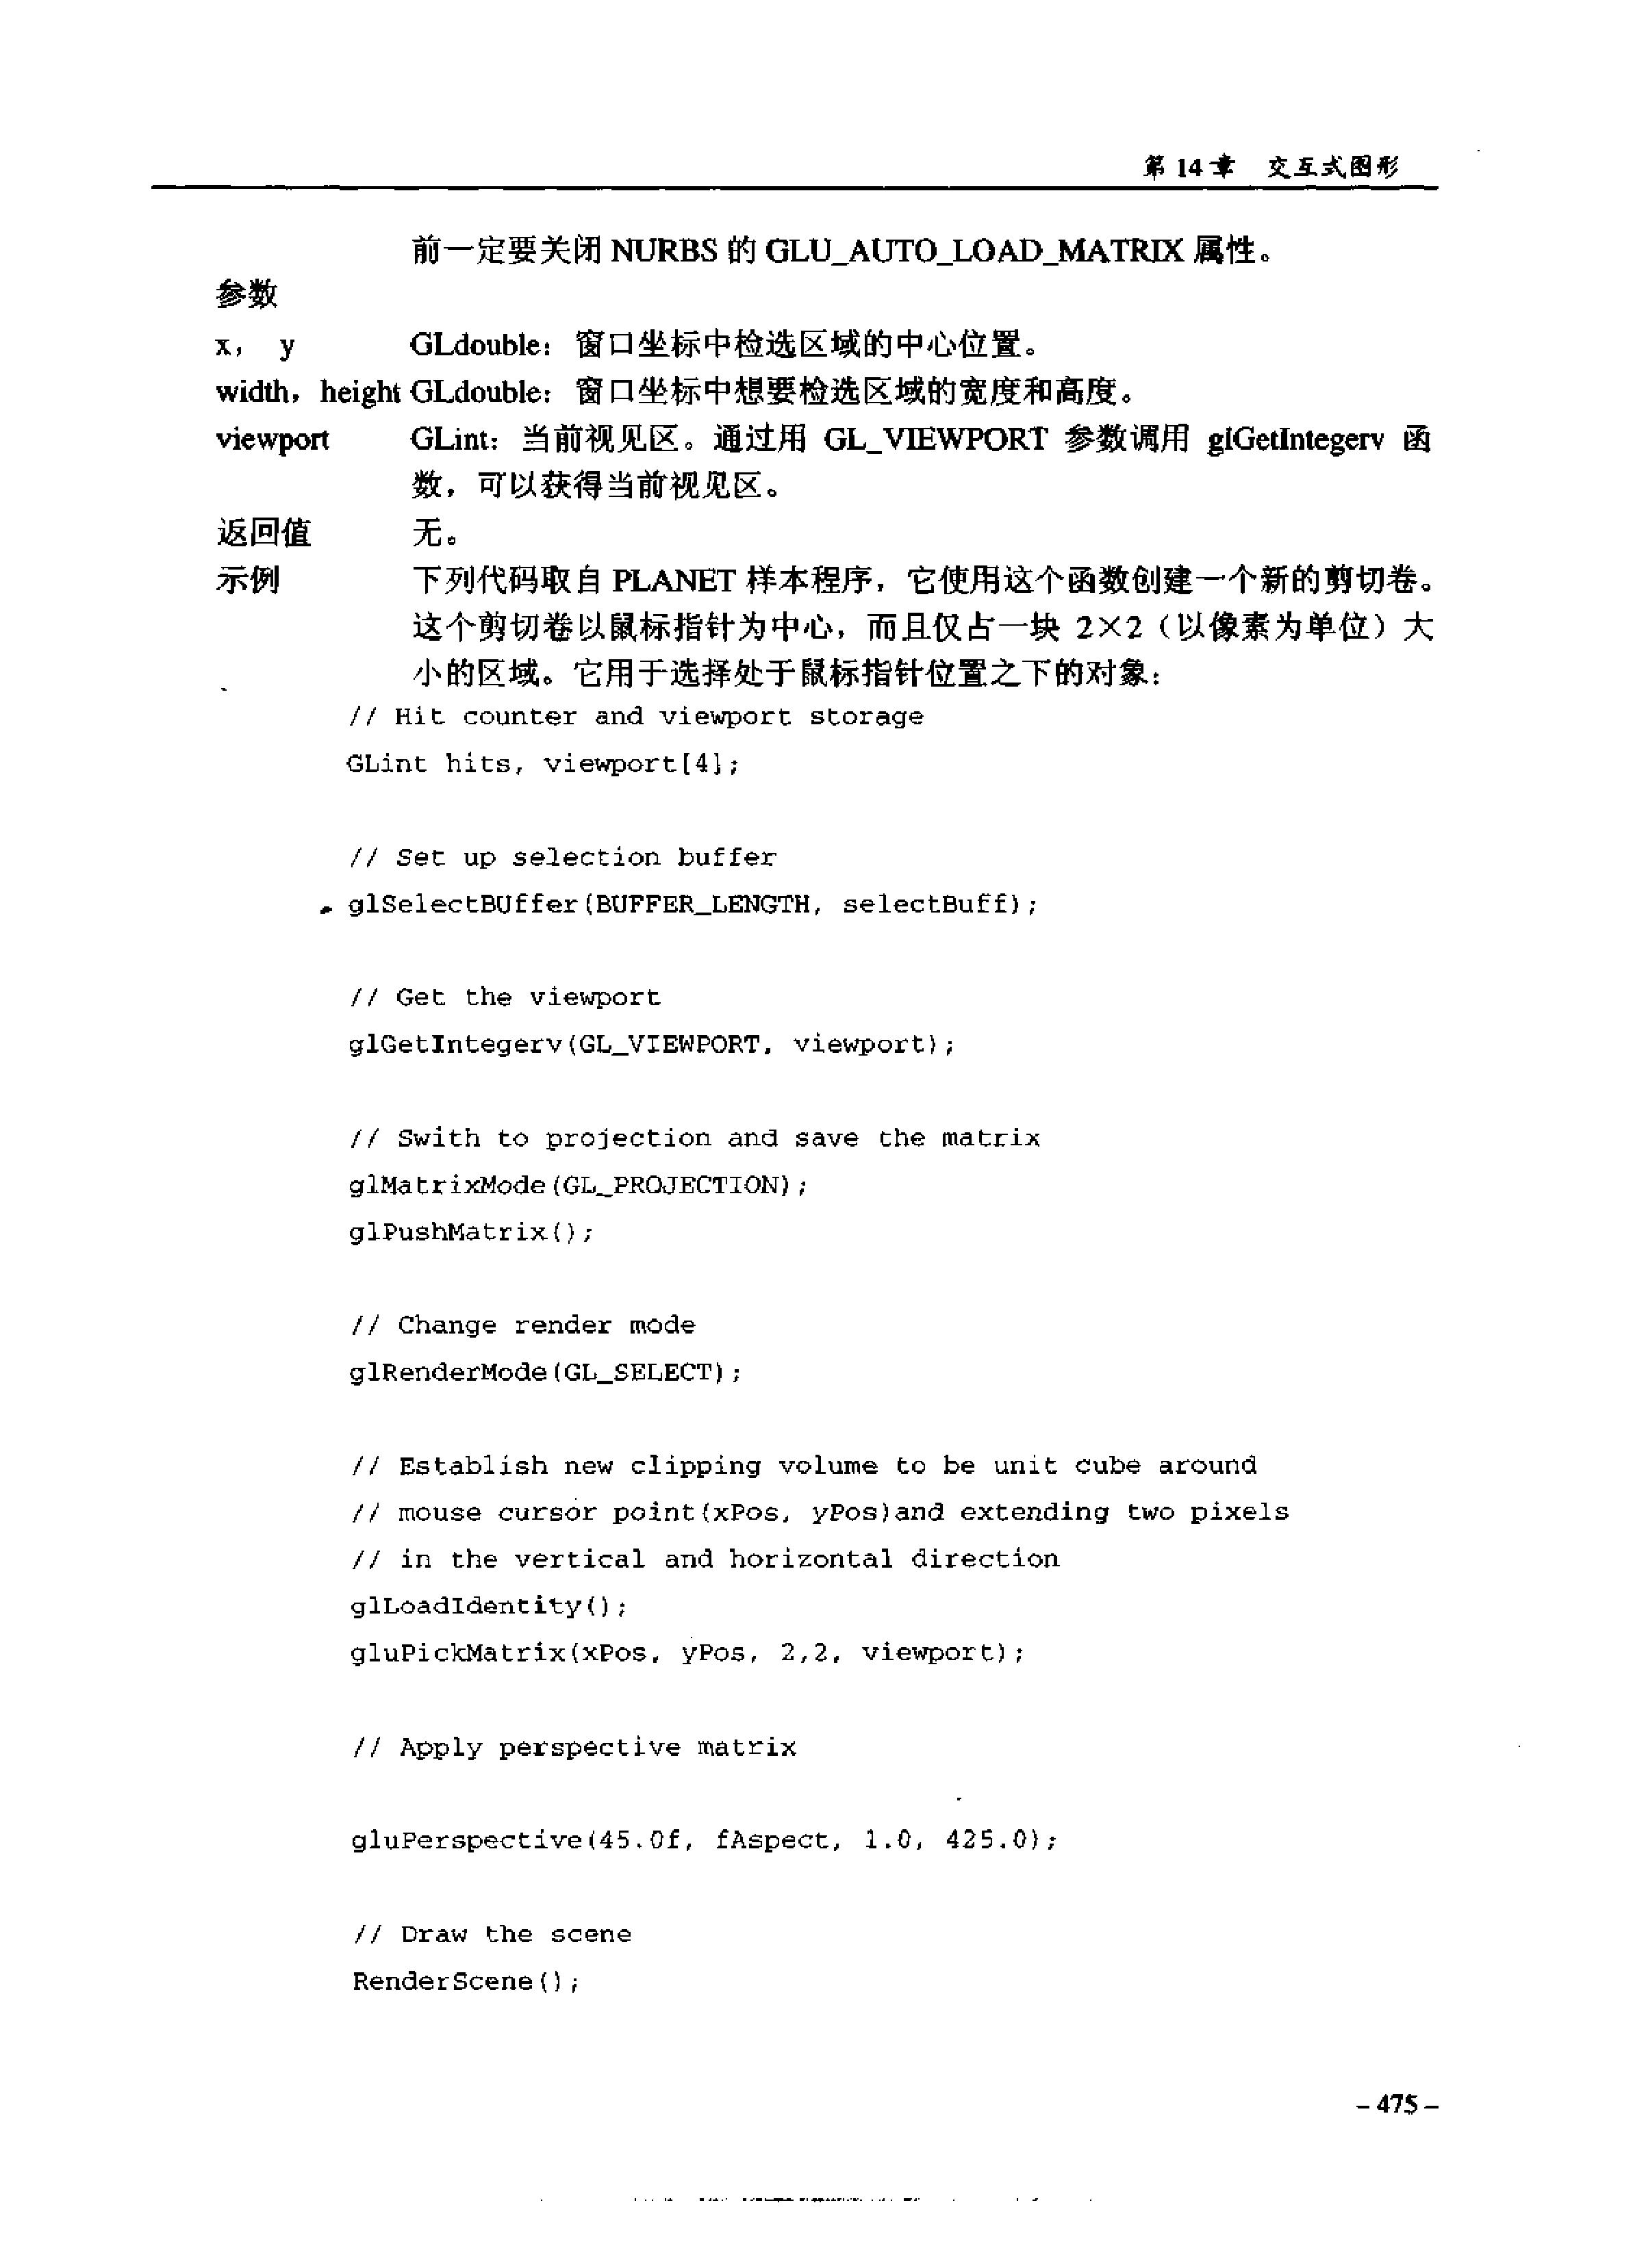 第 14 章 交互式图形
前一定要关闭 NURBS 的 GLU_AUTO_LOAD_MATRIX 属性。
参数
x， y GLdouble：窗口坐标中检选区域的中心位置。
width，height GLdouble：窗口坐标中想要检选区域的宽度和高度。
viewport GLint：当前视见区。通过用 GL_VIEWPORT 参数调用 glGetIntegerv 函
数，可以获得当前视见区。
返回值 无。
示例 下列代码取自 PLANET 样本程序，它使用这个函数创建一个新的剪切卷。
这个剪切卷以鼠标指针为中心，而且仅占一块 2×2（以像素为单位）大
小的区域。它用于选择处于鼠标指针位置之下的对象：
// Hit counter and viewport storage
GLint hits, viewport[4];
// Set up selection buffer
glSelectBUffer(BUFFER_LENGTH, selectBuff);
// Get the viewport
glGetIntegerv(GL_VIEWPORT, viewport);
// Swith to projection and save the matrix
glMatrixMode(GL_PROJECTION);
glPushMatrix();
// Change render mode
glRenderMode(GL_SELECT);
// Establish new clipping volume to be unit cube around
// mouse cursor point(xPos, yPos)and extending two pixels
// in the vertical and horizontal direction
glLoadIdentity();
gluPickMatrix(xPos, yPos, 2,2, viewport);
// Apply perspective matrix
gluPerspective(45.0f, fAspect, 1.0, 425.0);
// Draw the scene
RenderScene();
– 475 –